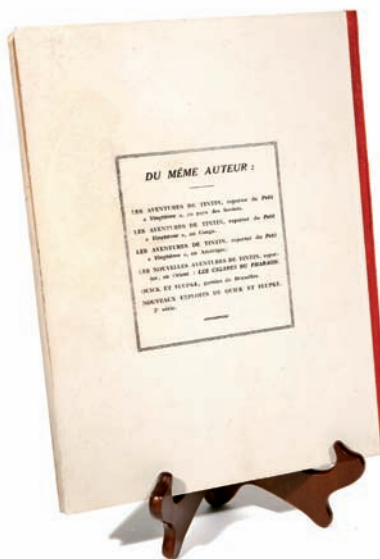 DU MÊME AUTEUR :
LES AVENTURES DE TINTIN, reporter du Petit
« Vingtième », au pays des Soviets.
LES AVENTURES DE TINTIN, reporter du Petit
« Vingtième », au Congo.
LES AVENTURES DE TINTIN, reporter du Petit
« Vingtième », en Amérique.
LES NOUVELLES AVENTURES DE TINTIN, repor-
ter, en Orient : LES CIGARES DU PHARAON.
QUICK ET FLUPKE, gamins de Bruxelles.
NOUVEAUX EXPLOITS DE QUICK ET FLUPKE,
2e série.